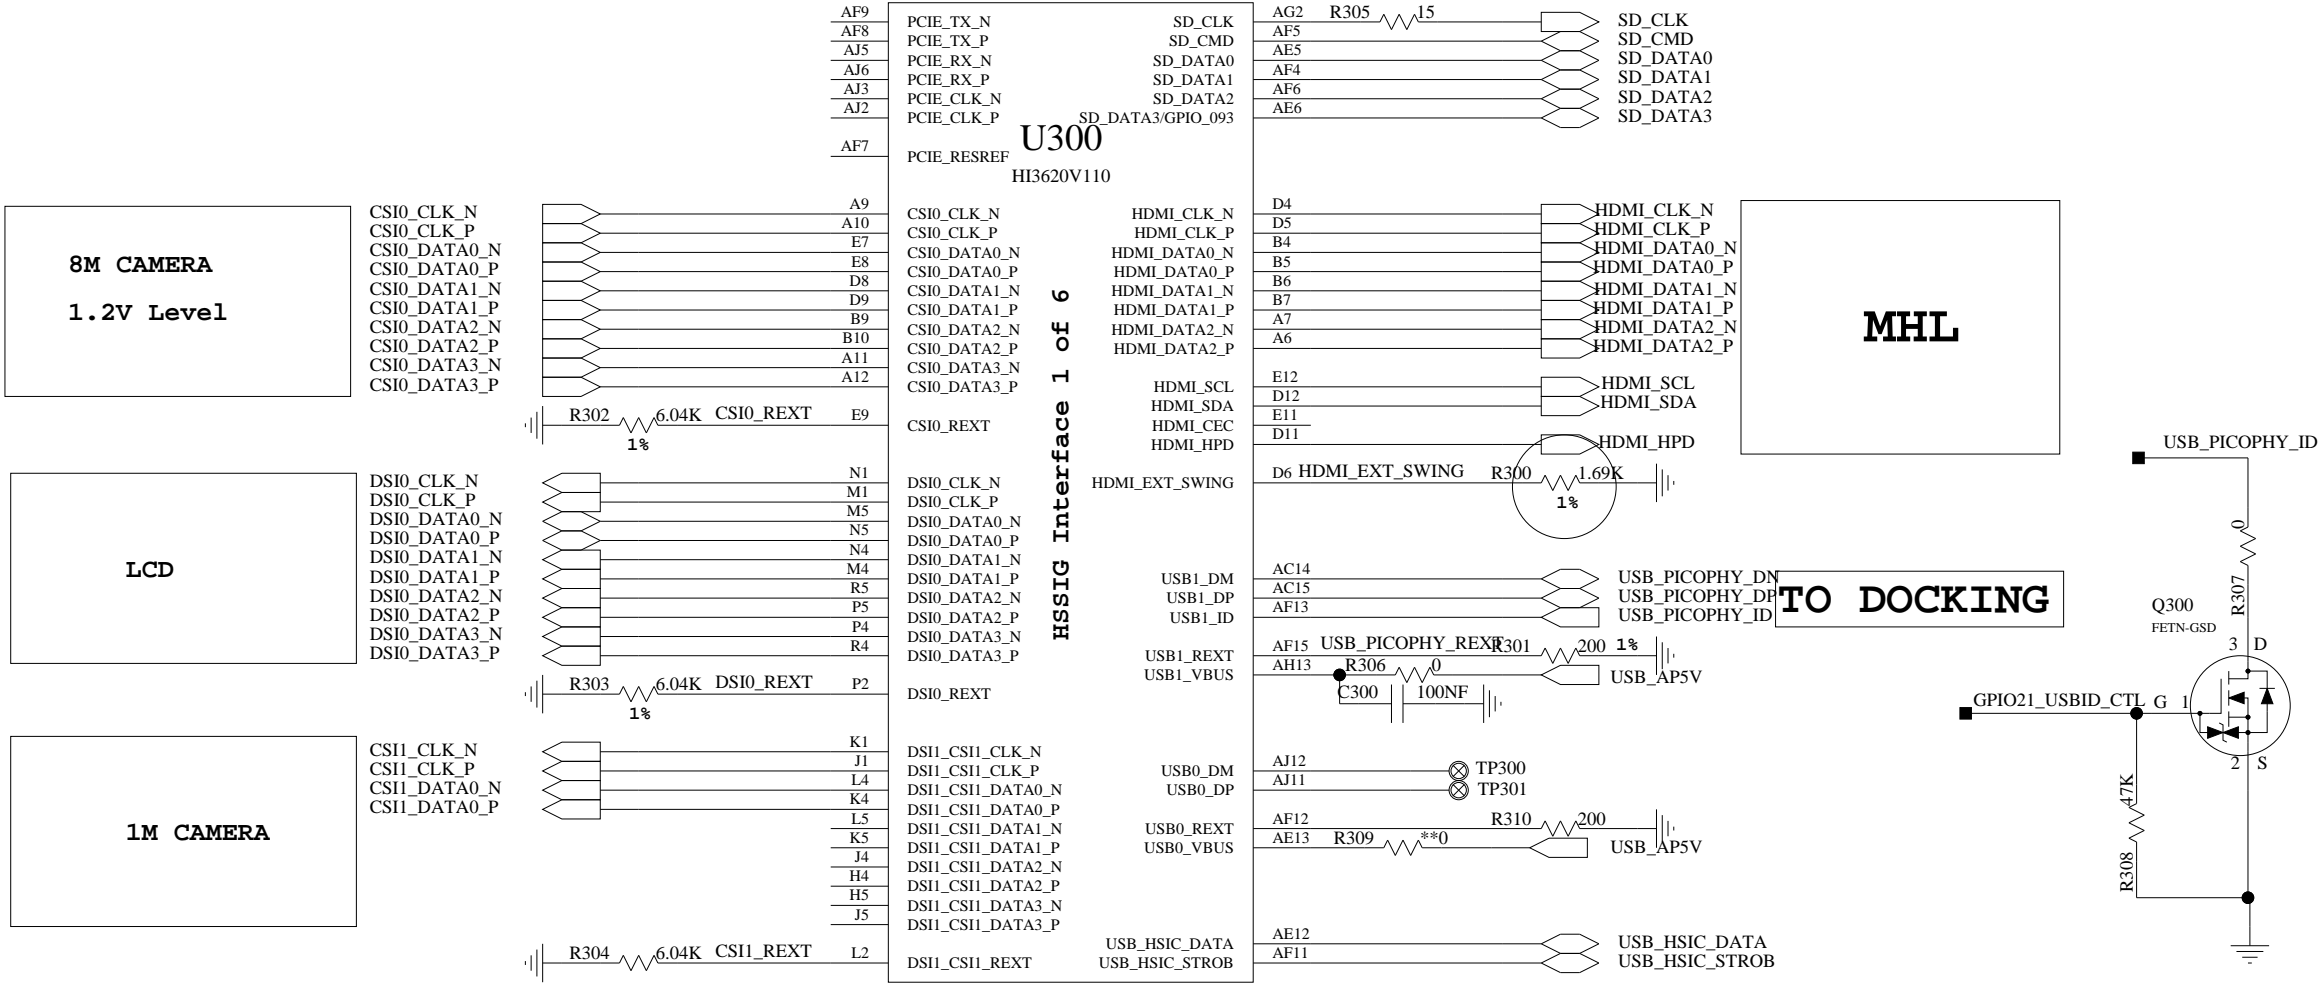 AF9 PCIE_TX_N
AF8 PCIE_TX_P
AJ5 PCIE_RX_N
AJ6 PCIE_RX_P
AJ3 PCIE_CLK_N
AJ2 PCIE_CLK_P
AF7 PCIE_RESREF
U300
HI3620V110
HSSIG Interface 1 of 6
SD_CLK AG2 R305 15 SD_CLK
SD_CMD AF5 SD_CMD
SD_DATA0 AE5 SD_DATA0
SD_DATA1 AF4 SD_DATA1
SD_DATA2 AF6 SD_DATA2
SD_DATA3/GPIO_093 AE6 SD_DATA3
8M CAMERA
1.2V Level
CSI0_CLK_N A9 CSI0_CLK_N
CSI0_CLK_P A10 CSI0_CLK_P
CSI0_DATA0_N E7 CSI0_DATA0_N
CSI0_DATA0_P E8 CSI0_DATA0_P
CSI0_DATA1_N D8 CSI0_DATA1_N
CSI0_DATA1_P D9 CSI0_DATA1_P
CSI0_DATA2_N B9 CSI0_DATA2_N
CSI0_DATA2_P B10 CSI0_DATA2_P
CSI0_DATA3_N A11 CSI0_DATA3_N
CSI0_DATA3_P A12 CSI0_DATA3_P
R302 6.04K CSI0_REXT E9 CSI0_REXT
1%
HDMI_CLK_N D4 HDMI_CLK_N
HDMI_CLK_P D5 HDMI_CLK_P
HDMI_DATA0_N B4 HDMI_DATA0_N
HDMI_DATA0_P B5 HDMI_DATA0_P
HDMI_DATA1_N B6 HDMI_DATA1_N
HDMI_DATA1_P B7 HDMI_DATA1_P
HDMI_DATA2_N A7 HDMI_DATA2_N
HDMI_DATA2_P A6 HDMI_DATA2_P
MHL
HDMI_SCL E12 HDMI_SCL
HDMI_SDA D12 HDMI_SDA
HDMI_CEC E11
HDMI_HPD D11 HDMI_HPD
HDMI_EXT_SWING D6 HDMI_EXT_SWING R300 1.69K
1%
LCD
DSI0_CLK_N N1 DSI0_CLK_N
DSI0_CLK_P M1 DSI0_CLK_P
DSI0_DATA0_N M5 DSI0_DATA0_N
DSI0_DATA0_P N5 DSI0_DATA0_P
DSI0_DATA1_N N4 DSI0_DATA1_N
DSI0_DATA1_P M4 DSI0_DATA1_P
DSI0_DATA2_N R5 DSI0_DATA2_N
DSI0_DATA2_P P5 DSI0_DATA2_P
DSI0_DATA3_N P4 DSI0_DATA3_N
DSI0_DATA3_P R4 DSI0_DATA3_P
R303 6.04K DSI0_REXT P2 DSI0_REXT
1%
USB1_DM AC14 USB_PICOPHY_DN
USB1_DP AC15 USB_PICOPHY_DP
USB1_ID AF13 USB_PICOPHY_ID
TO DOCKING
USB1_REXT AF15 USB_PICOPHY_REXT R301 200 1%
USB1_VBUS AH13 R306 0 USB_AP5V
C300 100NF
1M CAMERA
CSI1_CLK_N K1 DSI1_CSI1_CLK_N
CSI1_CLK_P J1 DSI1_CSI1_CLK_P
CSI1_DATA0_N L4 DSI1_CSI1_DATA0_N
CSI1_DATA0_P K4 DSI1_CSI1_DATA0_P
L5 DSI1_CSI1_DATA1_N
K5 DSI1_CSI1_DATA1_P
J4 DSI1_CSI1_DATA2_N
H4 DSI1_CSI1_DATA2_P
H5 DSI1_CSI1_DATA3_N
J5 DSI1_CSI1_DATA3_P
R304 6.04K CSI1_REXT L2 DSI1_CSI1_REXT
USB0_DM AJ12 TP300
USB0_DP AJ11 TP301
USB0_REXT AF12 R310 200
USB0_VBUS AE13 R309 **0 USB_AP5V
USB_HSIC_DATA AE12 USB_HSIC_DATA
USB_HSIC_STROB AF11 USB_HSIC_STROB
USB_PICOPHY_ID
R307 0
Q300
FETN-GSD
3 D
GPIO21_USBID_CTL G 1
2 S
R308 47K